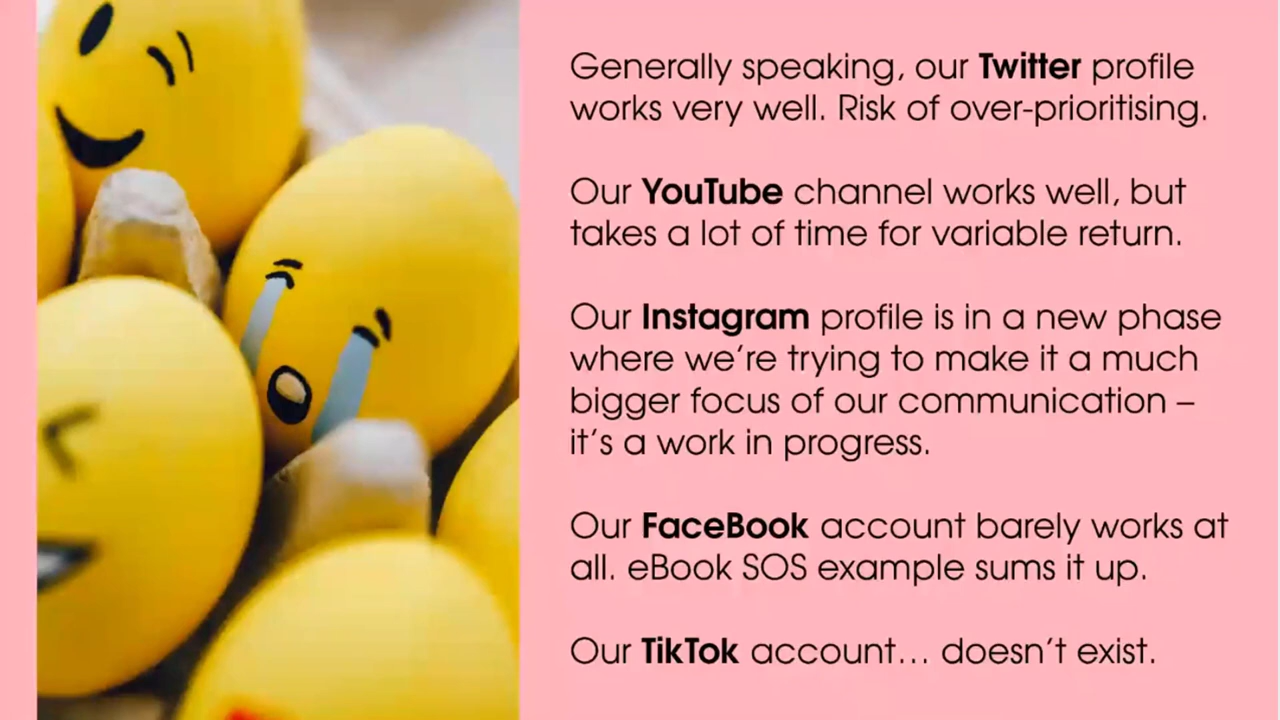 Generally speaking, our Twitter profile
works very well. Risk of over-prioritising.
Our YouTube channel works well, but
takes a lot of time for variable return.
Our Instagram profile is in a new phase
where we’re trying to make it a much
bigger focus of our communication –
it’s a work in progress.
Our FaceBook account barely works at
all. eBook SOS example sums it up.
Our TikTok account... doesn’t exist.